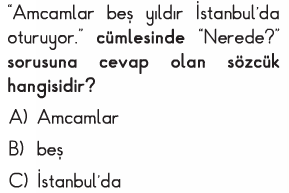 "Amcamlar beş yıldır İstanbul'da
oturuyor." cümlesinde "Nerede?"
sorusuna cevap olan sözcük
hangisidir?
A) Amcamlar
B) beş
C) İstanbul'da